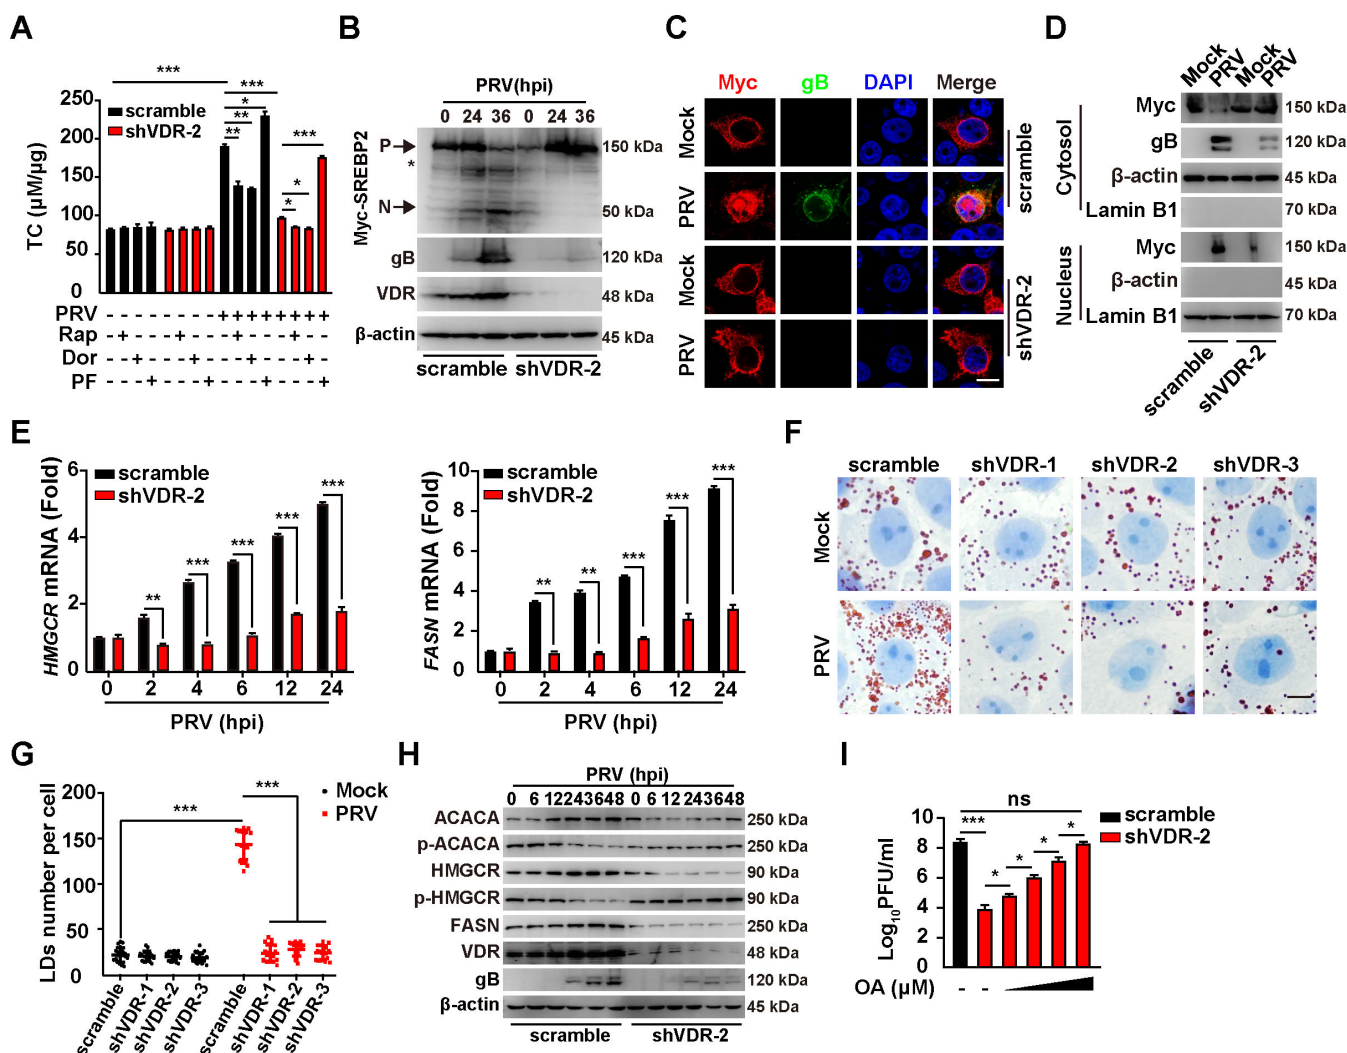 A
***
***
*
**
**
***
*
*
250
200
150
100
50
0
TC (μM/μg)
scramble
shVDR-2
PRV - - - - - - - - + + + + + + + +
Rap - + - - - + - - - + - - - + - -
Dor - - + - - - + - - - + - - - + -
PF - - - + - - - + - - - + - - - +
B
PRV(hpi)
0 24 36 0 24 36
Myc-SREBP2
P
*
N
150 kDa
50 kDa
gB 120 kDa
VDR 48 kDa
β-actin 45 kDa
scramble shVDR-2
C
Myc gB DAPI Merge
Mock
PRV
Mock
PRV
scramble
shVDR-2
D
Mock PRV Mock PRV
Cytosol
Myc 150 kDa
gB 120 kDa
β-actin 45 kDa
Lamin B1 70 kDa
Nucleus
Myc 150 kDa
β-actin 45 kDa
Lamin B1 70 kDa
scramble shVDR-2
E
HMGCR mRNA (Fold)
6
4
2
0
scramble
shVDR-2
** *** *** *** ***
0 2 4 6 12 24
PRV (hpi)
FASN mRNA (Fold)
10
8
6
4
2
0
scramble
shVDR-2
** ** *** *** ***
0 2 4 6 12 24
PRV (hpi)
F
scramble shVDR-1 shVDR-2 shVDR-3
Mock
PRV
G
LDs number per cell
200
150
100
50
0
*** ***
Mock
PRV
scramble shVDR-1 shVDR-2 shVDR-3 scramble shVDR-1 shVDR-2 shVDR-3
H
PRV (hpi)
0 6 12 24 36 48 0 6 12 24 36 48
ACACA 250 kDa
p-ACACA 250 kDa
HMGCR 90 kDa
p-HMGCR 90 kDa
FASN 250 kDa
VDR 48 kDa
gB 120 kDa
β-actin 45 kDa
scramble shVDR-2
I
scramble
shVDR-2
ns
*** * * * *
Log10PFU/ml
10
8
6
4
2
0
OA (μM) - -